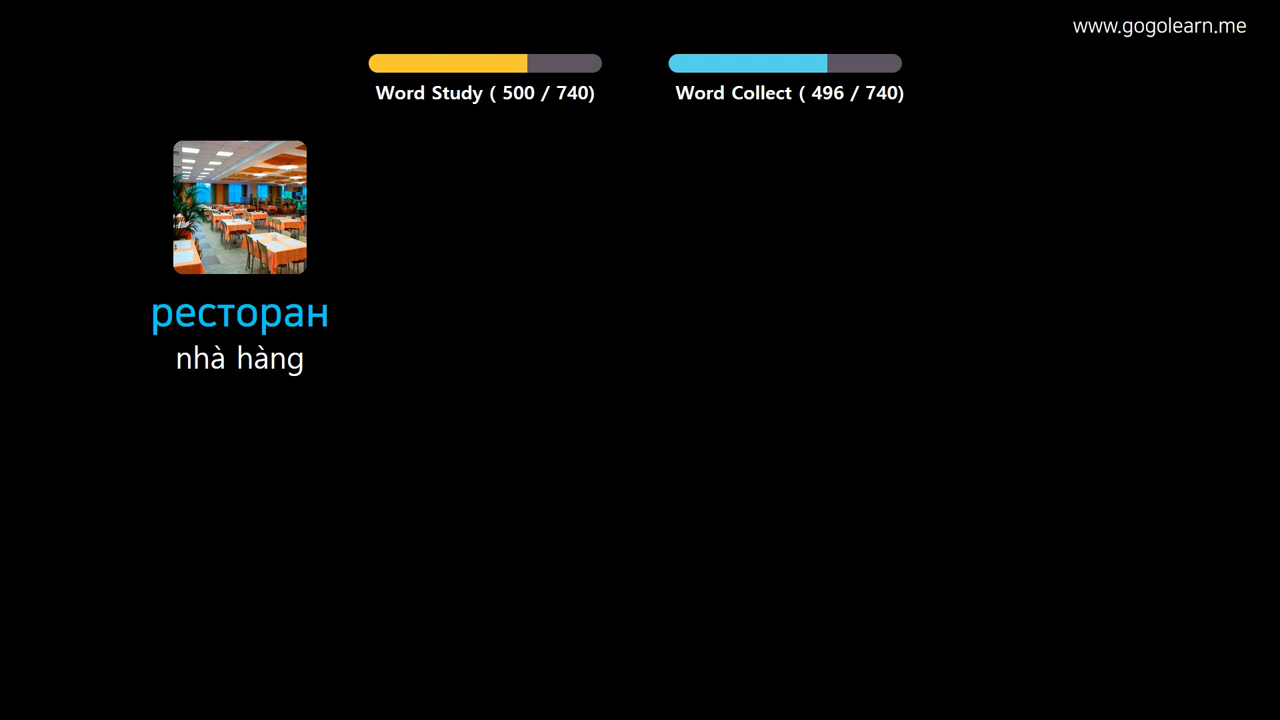 www.gogolearn.me
Word Study ( 500 / 740)
Word Collect ( 496 / 740)
ресторан
nhà hàng